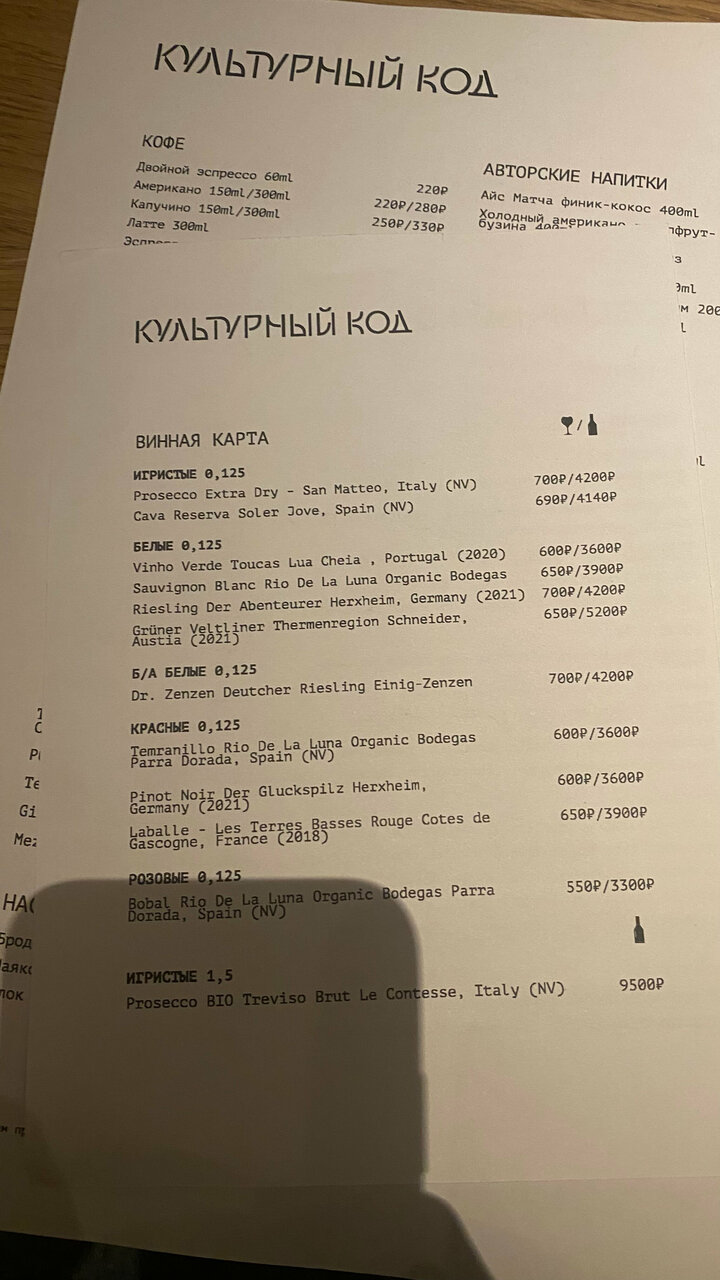 КУЛЬТУРНЫЙ КОД
КОФЕ
Двойной эспрессо 60ml 220₽
Американо 150ml/300ml 220₽/280₽
Капучино 150ml/300ml 250₽/330₽
Латте 300ml
АВТОРСКИЕ НАПИТКИ
Айс Матча финик-кокос 400ml
Холодный американо
бузина
КУЛЬТУРНЫЙ КОД
ВИННАЯ КАРТА
/
ИГРИСТЫЕ 0,125
Prosecco Extra Dry - San Matteo, Italy (NV) 700₽/4200₽
Cava Reserva Soler Jove, Spain (NV) 690₽/4140₽
БЕЛЫЕ 0,125
Vinho Verde Toucas Lua Cheia , Portugal (2020) 600₽/3600₽
Sauvignon Blanc Rio De La Luna Organic Bodegas 650₽/3900₽
Riesling Der Abenteurer Herxheim, Germany (2021) 700₽/4200₽
Grüner Veltliner Thermenregion Schneider, 650₽/5200₽
Austia (2021)
Б/А БЕЛЫЕ 0,125
Dr. Zenzen Deutcher Riesling Einig-Zenzen 700₽/4200₽
КРАСНЫЕ 0,125
Temranillo Rio De La Luna Organic Bodegas 600₽/3600₽
Parra Dorada, Spain (NV)
Pinot Noir Der Gluckspilz Herxheim, 600₽/3600₽
Germany (2021)
Laballe - Les Terres Basses Rouge Cotes de 650₽/3900₽
Gascogne, France (2018)
РОЗОВЫЕ 0,125
Bobal Rio De La Luna Organic Bodegas Parra 550₽/3300₽
Dorada, Spain (NV)
ИГРИСТЫЕ 1,5
Prosecco BIO Treviso Brut Le Contesse, Italy (NV) 9500₽